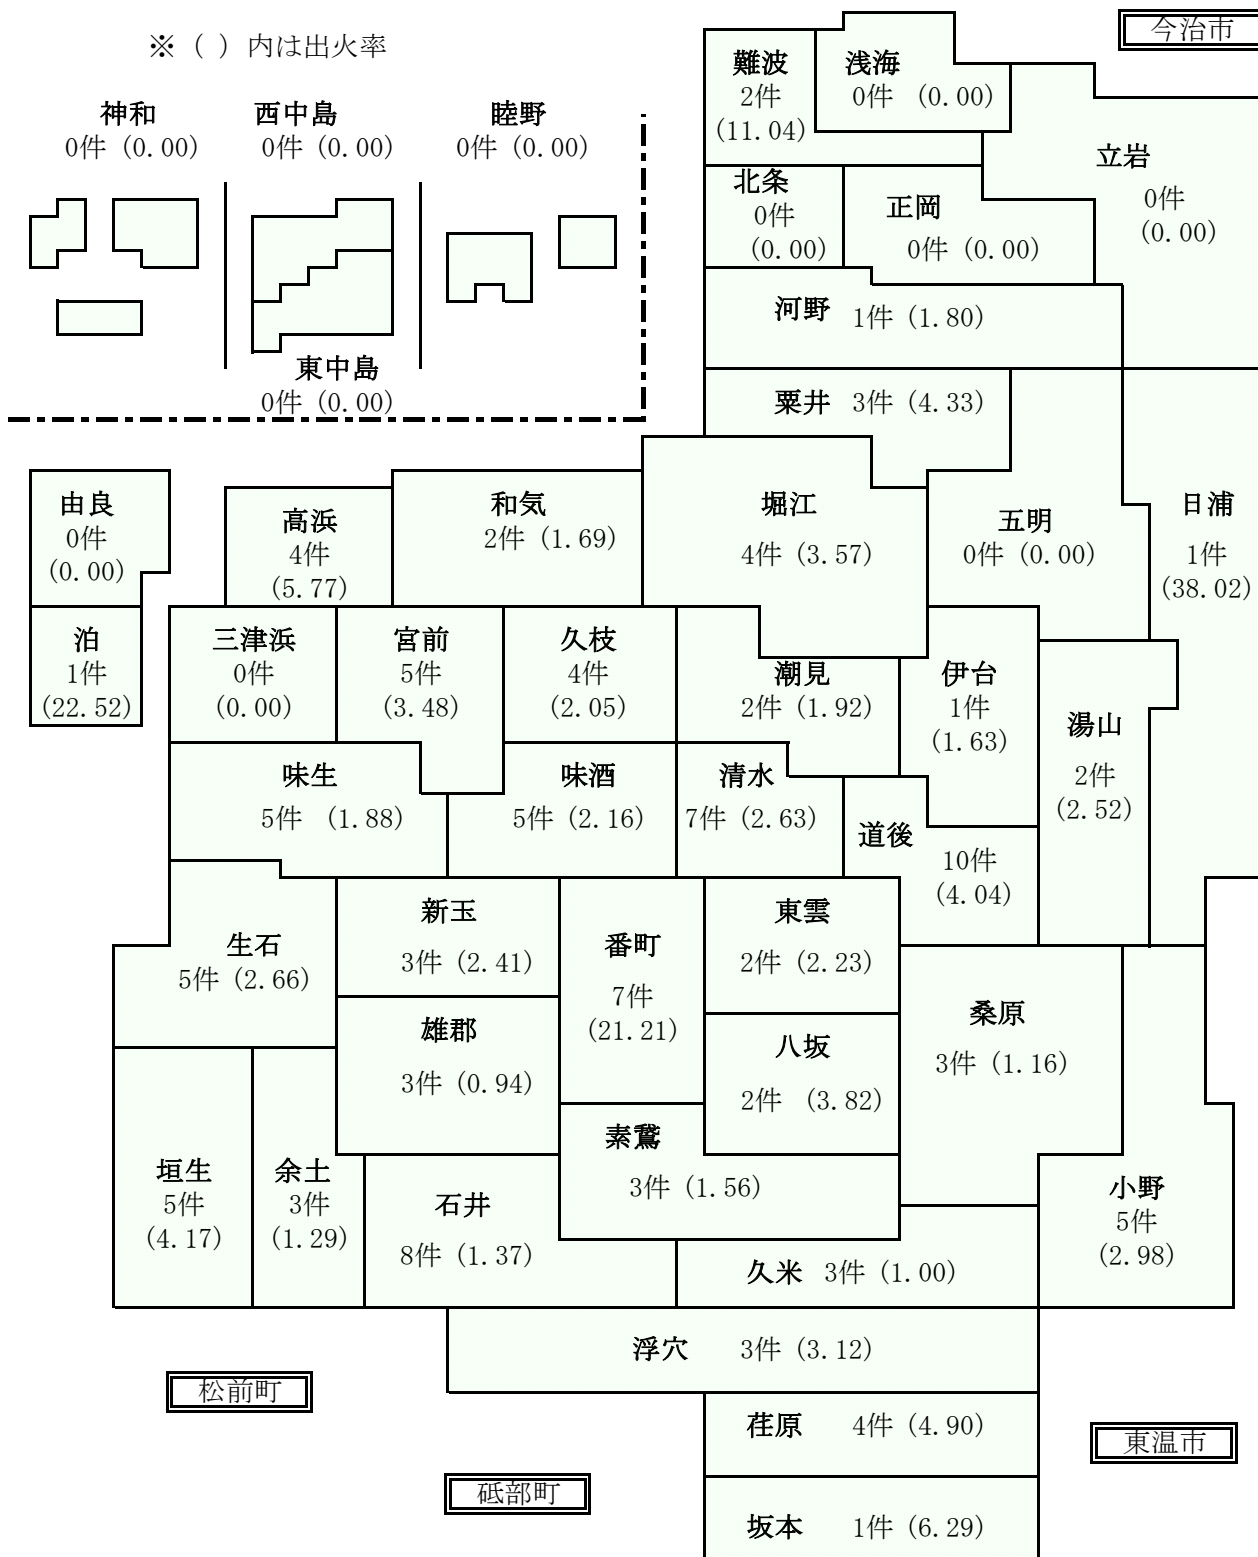 ※（ ）内は出火率
今治市
神和
0件 (0.00)
西中島
0件 (0.00)
睦野
0件 (0.00)
東中島
0件 (0.00)
難波
2件
(11.04)
浅海
0件 (0.00)
立岩
0件
(0.00)
北条
0件
(0.00)
正岡
0件 (0.00)
河野 1件 (1.80)
粟井 3件 (4.33)
由良
0件
(0.00)
高浜
4件
(5.77)
和気
2件 (1.69)
堀江
4件 (3.57)
五明
0件 (0.00)
日浦
1件
(38.02)
泊
1件
(22.52)
三津浜
0件
(0.00)
宮前
5件
(3.48)
久枝
4件
(2.05)
潮見
2件 (1.92)
伊台
1件
(1.63)
湯山
2件
(2.52)
味生
5件 (1.88)
味酒
5件 (2.16)
清水
7件 (2.63)
道後
10件
(4.04)
生石
5件 (2.66)
新玉
3件 (2.41)
番町
7件
(21.21)
東雲
2件 (2.23)
桑原
3件 (1.16)
雄郡
3件 (0.94)
八坂
2件 (3.82)
素鵞
3件 (1.56)
垣生
5件
(4.17)
余土
3件
(1.29)
石井
8件 (1.37)
小野
5件
(2.98)
久米 3件 (1.00)
浮穴 3件 (3.12)
松前町
荏原 4件 (4.90)
東温市
砥部町
坂本 1件 (6.29)